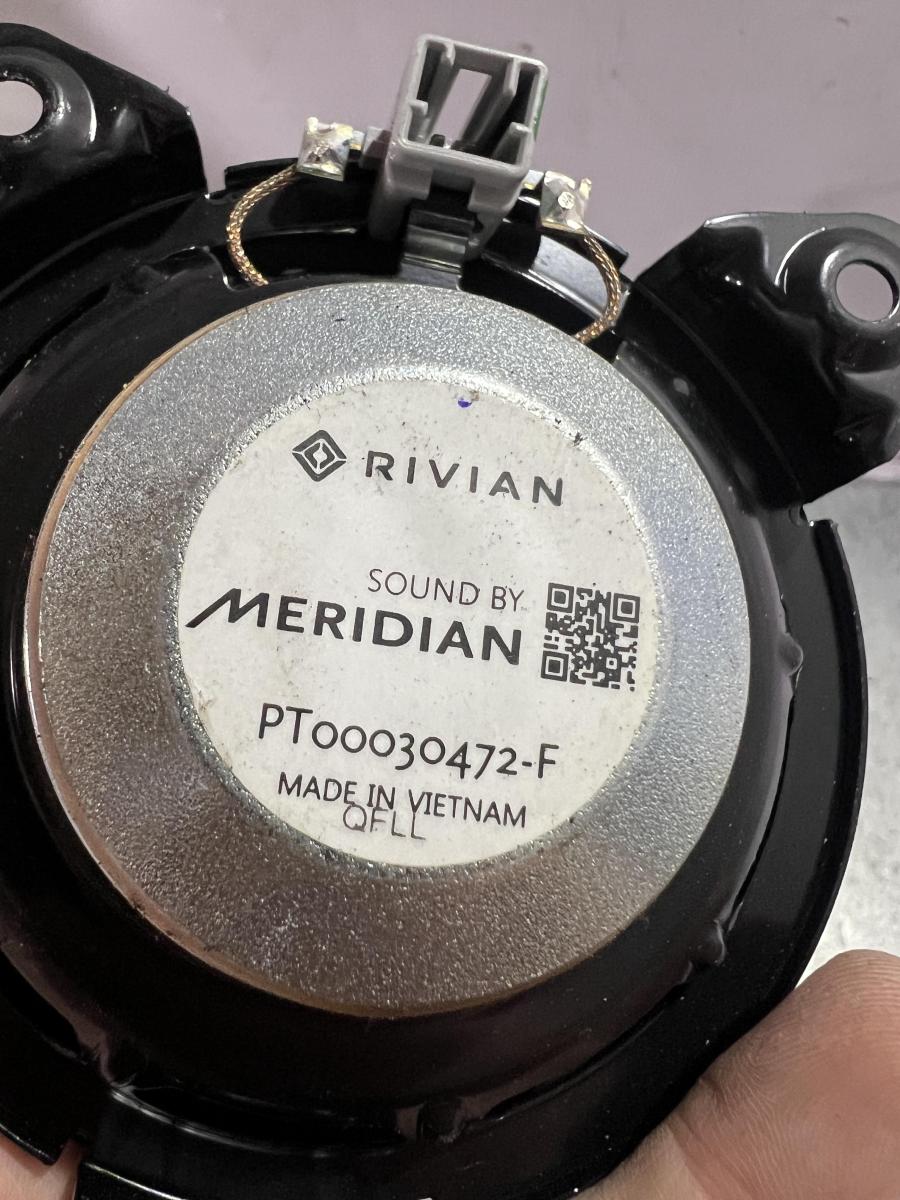 RIVIAN
SOUND BY
MERIDIAN
PT00030472-F
MADE IN VIETNAM
QFLL